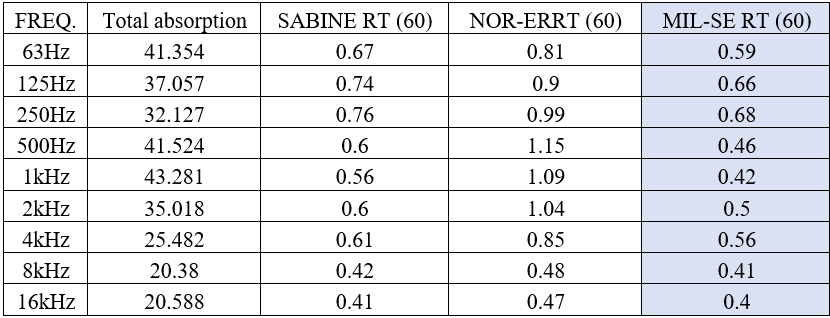 FREQ. Total absorption SABINE RT (60) NOR-ERRT (60) MIL-SE RT (60)
63Hz 41.354 0.67 0.81 0.59
125Hz 37.057 0.74 0.9 0.66
250Hz 32.127 0.76 0.99 0.68
500Hz 41.524 0.6 1.15 0.46
1kHz 43.281 0.56 1.09 0.42
2kHz 35.018 0.6 1.04 0.5
4kHz 25.482 0.61 0.85 0.56
8kHz 20.38 0.42 0.48 0.41
16kHz 20.588 0.41 0.47 0.4